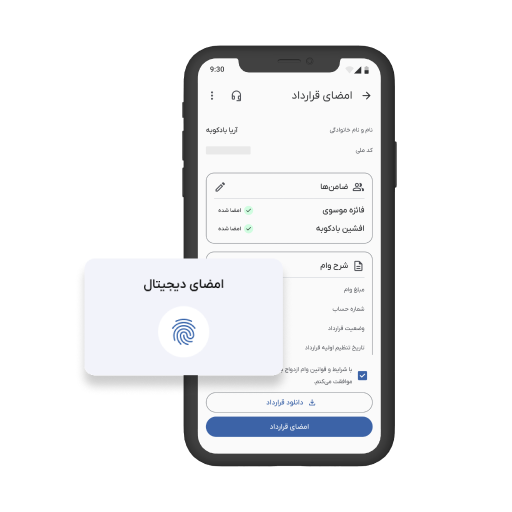 9:30
امضای قرارداد
نام و نام خانوادگی آریا بادکوبه
کد ملی
ضامن‌ها
فائزه موسوی امضا شده
افشین بادکوبه امضا شده
شرح وام
امضای دیجیتال
مبلغ وام
شماره حساب
وضعیت قرارداد
تاریخ تنظیم اولیه قرارداد
با شرایط و قوانین وام ازدواج
موافقت می‌کنم.
دانلود قرارداد
امضای قرارداد